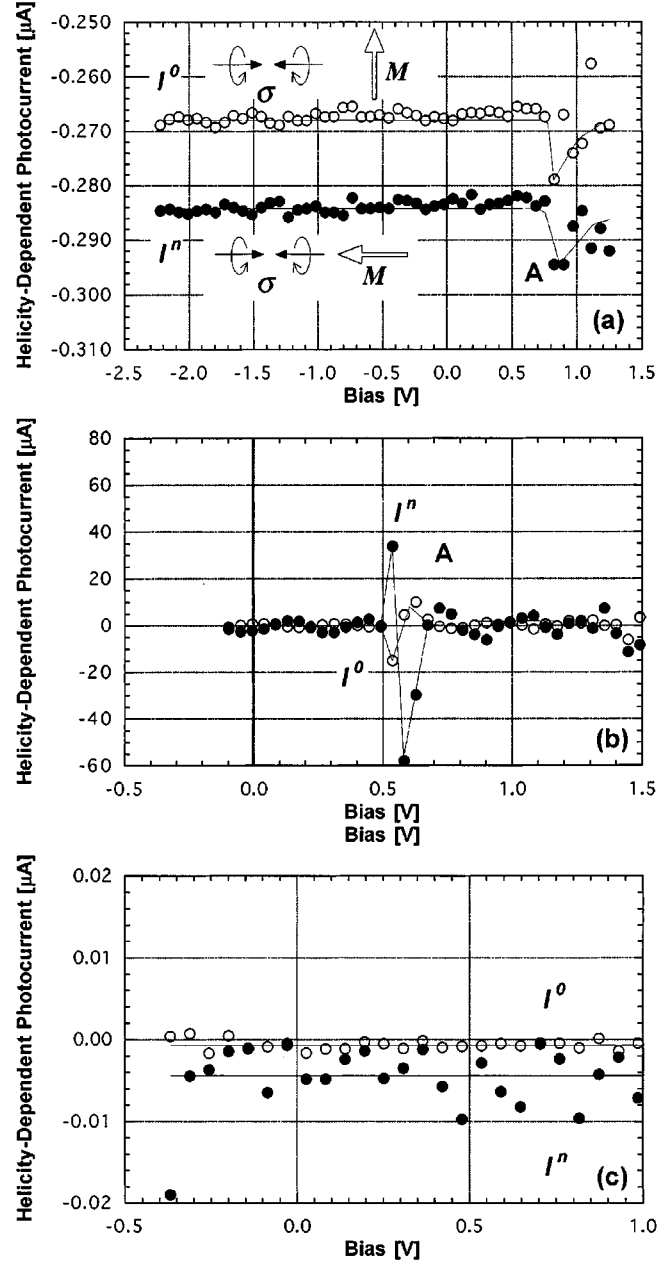 Helicity-Dependent Photocurrent [μA]
-0.250
-0.260
-0.270
-0.280
-0.290
-0.300
-0.310
I⁰
σ
M
Iⁿ
σ
M
A
(a)
-2.5 -2.0 -1.5 -1.0 -0.5 0.0 0.5 1.0 1.5
Bias [V]
Helicity-Dependent Photocurrent [μA]
80
60
40
20
0
-20
-40
-60
Iⁿ
A
I⁰
(b)
-0.5 0.0 0.5 1.0 1.5
Bias [V]
Bias [V]
Helicity-Dependent Photocurrent [μA]
0.02
0.01
0.00
-0.01
-0.02
I⁰
Iⁿ
(c)
-0.5 0.0 0.5 1.0
Bias [V]